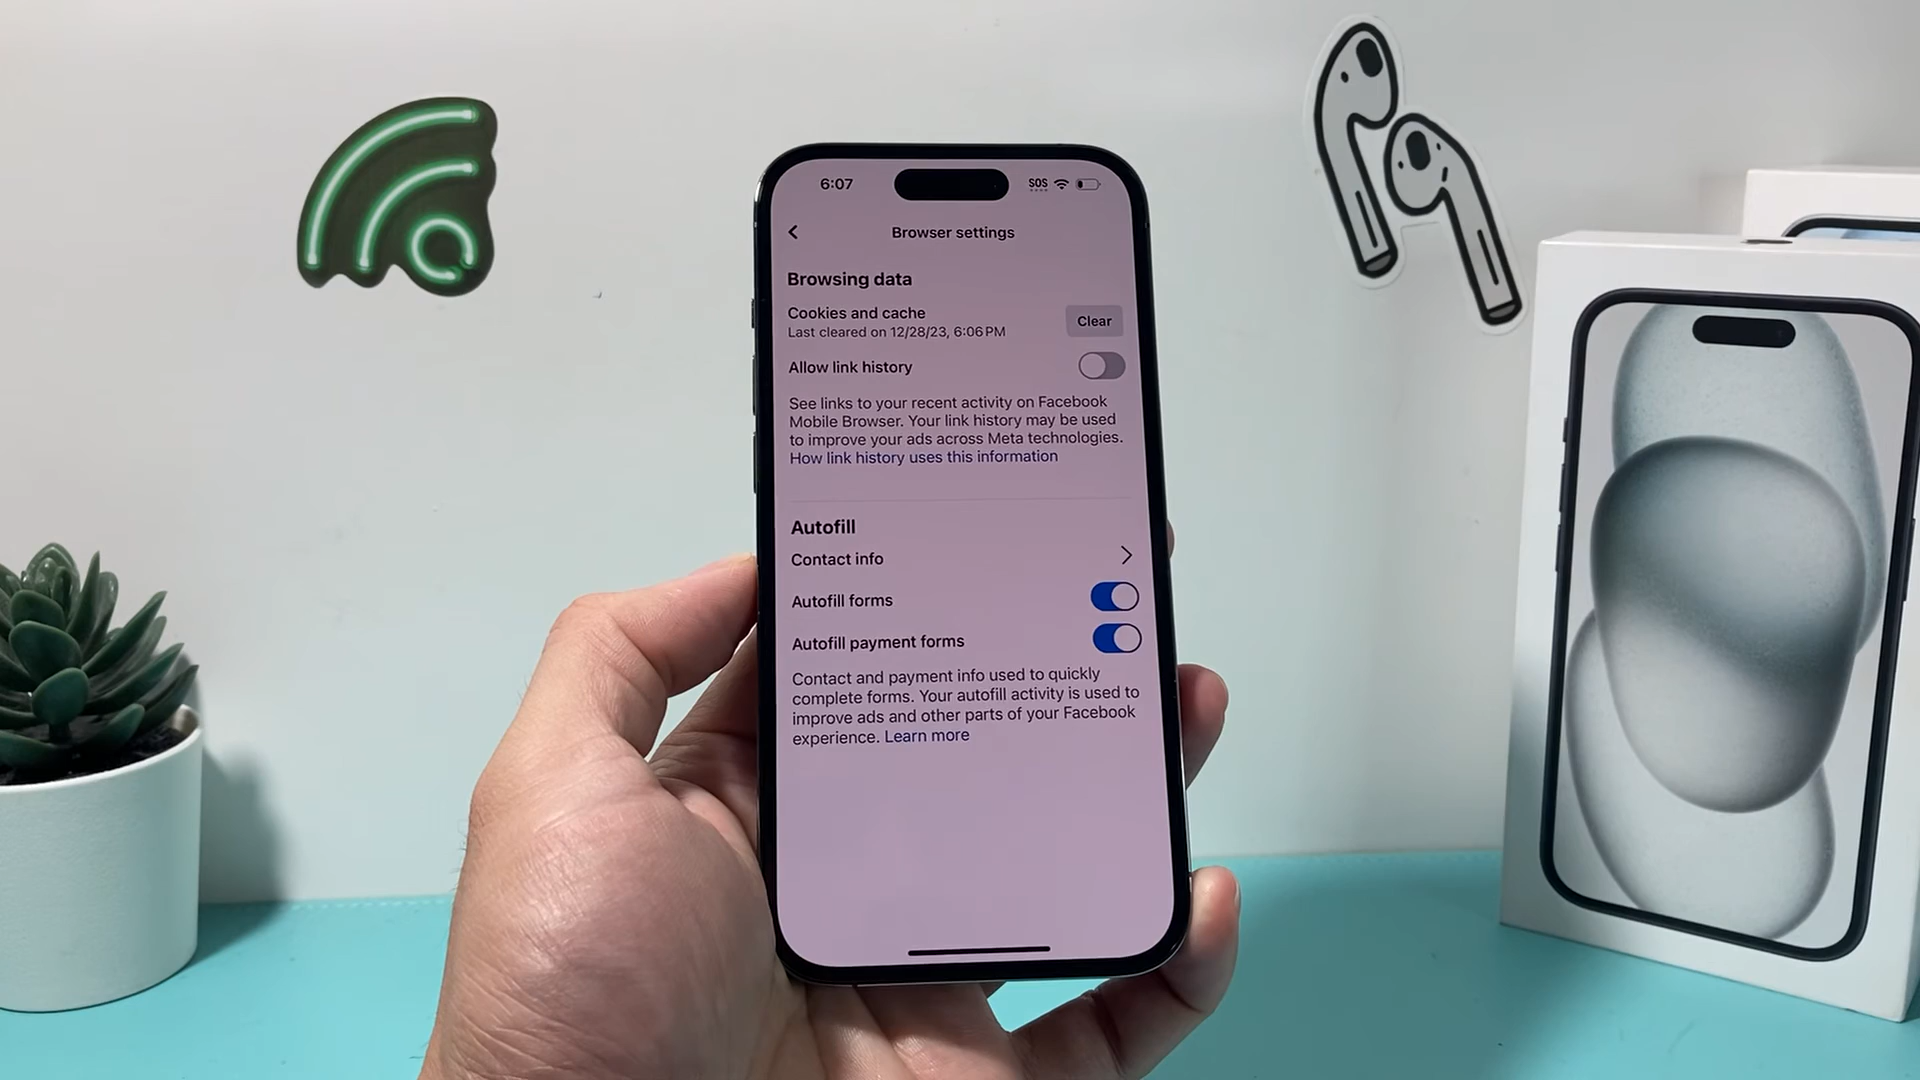 6:07
SOS
Browser settings
Browsing data
Cookies and cache
Last cleared on 12/28/23, 6:06 PM
Clear
Allow link history
See links to your recent activity on Facebook
Mobile Browser. Your link history may be used
to improve your ads across Meta technologies.
How link history uses this information
Autofill
Contact info
Autofill forms
Autofill payment forms
Contact and payment info used to quickly
complete forms. Your autofill activity is used to
improve ads and other parts of your Facebook
experience. Learn more